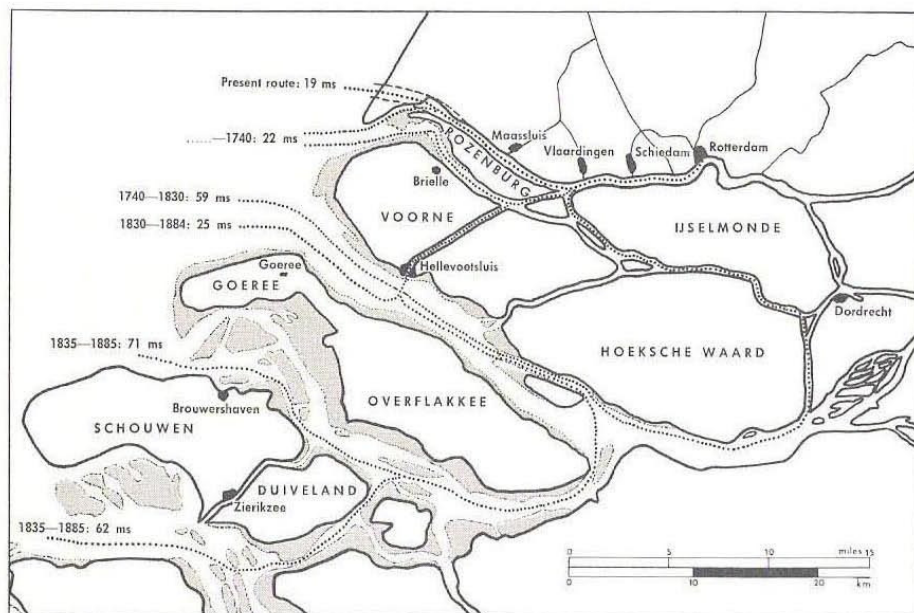 Present route: 19 ms
......—1740: 22 ms
ROZENBURG
Maassluis
Vlaardingen
Schiedam
Rotterdam
Brielle
VOORNE
1740—1830: 59 ms
1830—1884: 25 ms
IJSELMONDE
Hellevoetsluis
Goeree
GOEREE
Dordrecht
1835—1885: 71 ms
HOEKSCHE WAARD
OVERFLAKKEE
Brouwershaven
SCHOUWEN
DUIVELAND
Zierikzee
1835—1885: 62 ms
0 5 10 miles 15
0 10 20 km